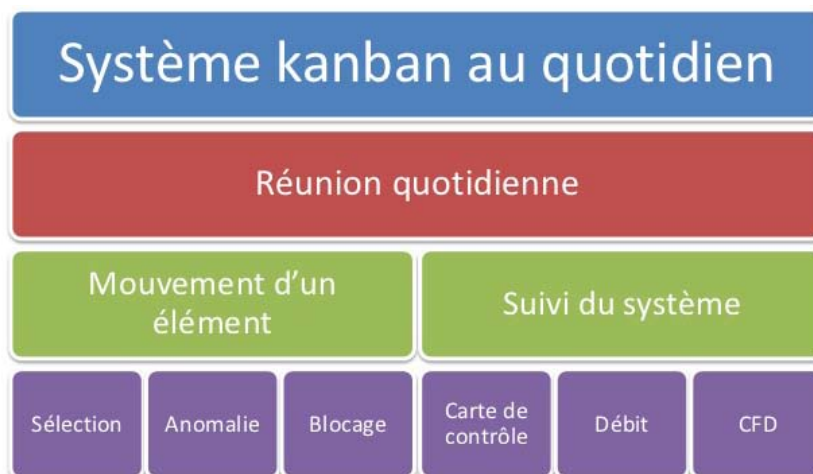 Système kanban au quotidien
Réunion quotidienne
Mouvement d'un
élément
Suivi du système
Sélection
Anomalie
Blocage
Carte de
contrôle
Débit
CFD